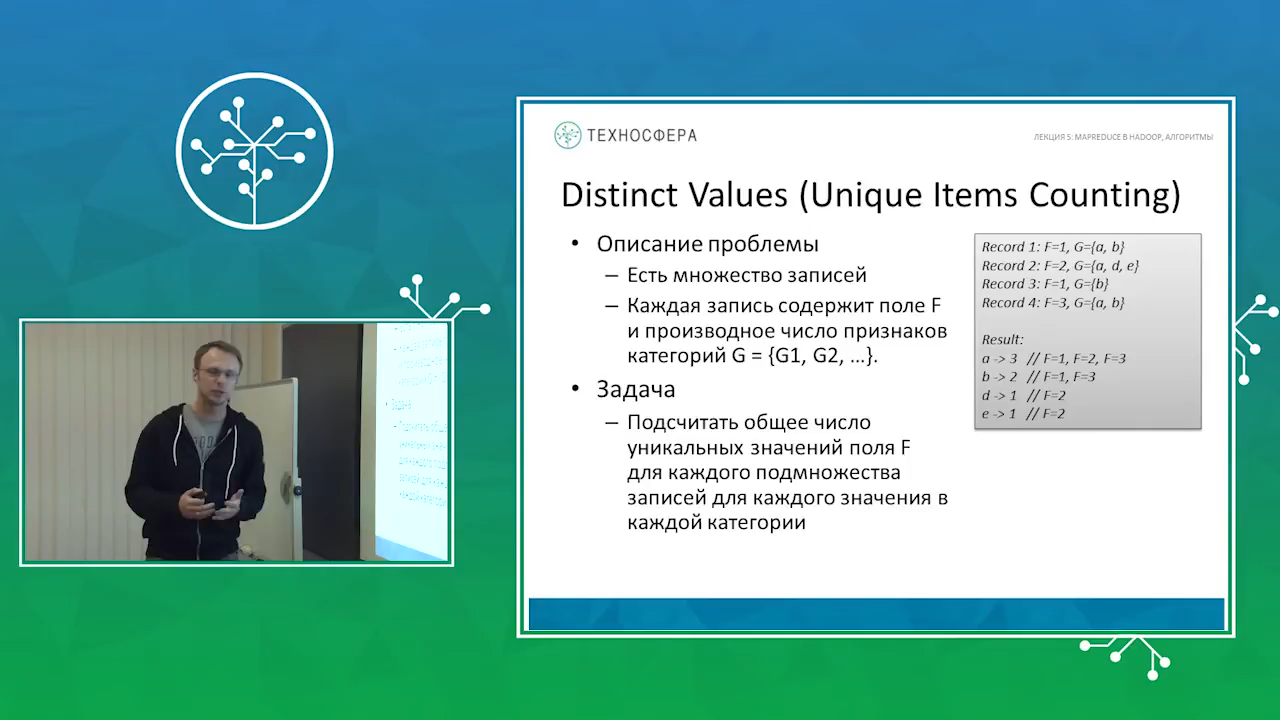 ТЕХНОСФЕРА
ЛЕКЦИЯ 5: MAPREDUCE В HADOOP, АЛГОРИТМЫ
Distinct Values (Unique Items Counting)
• Описание проблемы
– Есть множество записей
– Каждая запись содержит поле F
и производное число признаков
категорий G = {G1, G2, …}.
• Задача
– Подсчитать общее число
уникальных значений поля F
для каждого подмножества
записей для каждого значения в
каждой категории
Record 1: F=1, G={a, b}
Record 2: F=2, G={a, d, e}
Record 3: F=1, G={b}
Record 4: F=3, G={a, b}
Result:
a -> 3 // F=1, F=2, F=3
b -> 2 // F=1, F=3
d -> 1 // F=2
e -> 1 // F=2